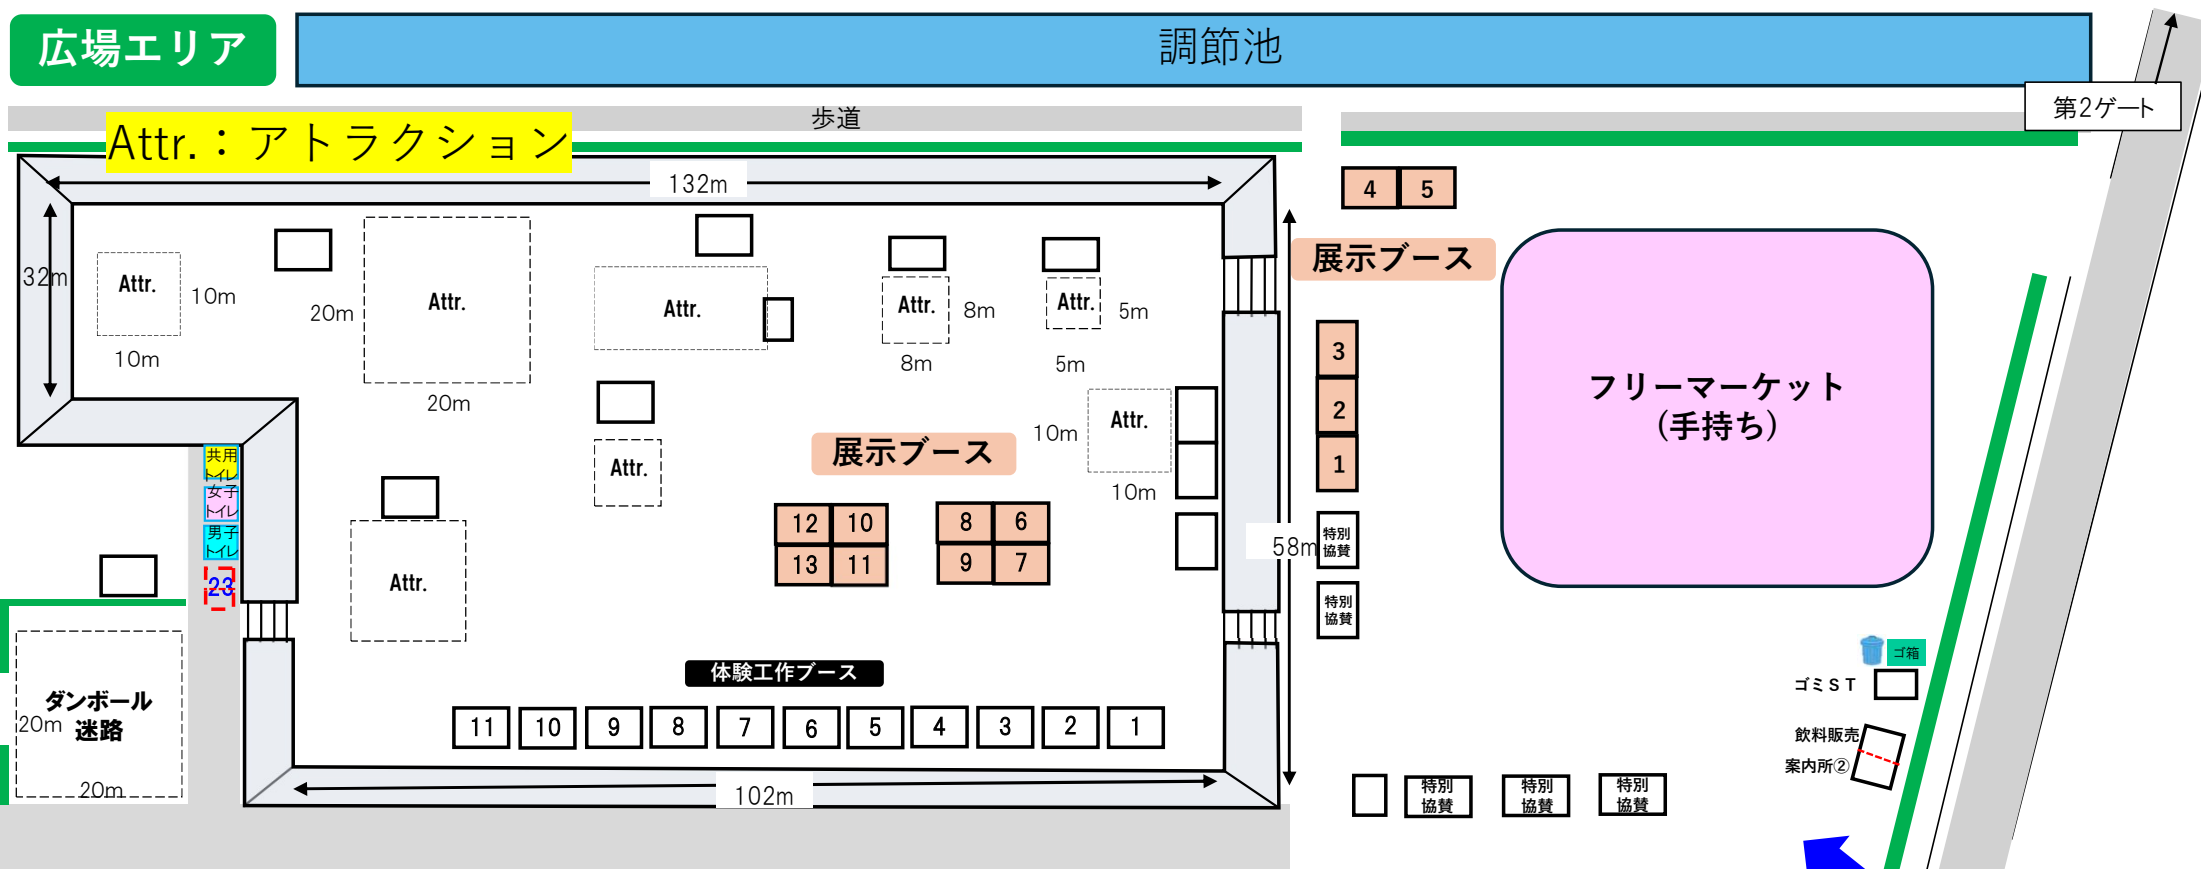 広場エリア
調節池
第2ゲート
歩道
Attr.：アトラクション
132m
4
5
32m
Attr.
10m
10m
20m
Attr.
20m
Attr.
Attr.
8m
8m
Attr.
5m
5m
展示ブース
3
2
1
フリーマーケット
(手持ち)
Attr.
10m
10m
展示ブース
Attr.
共用
トイレ
女子
トイレ
男子
トイレ
23
12
10
13
11
8
6
9
7
58m
特別
協賛
特別
協賛
Attr.
体験工作ブース
11
10
9
8
7
6
5
4
3
2
1
ダンボール
迷路
20m
20m
102m
ゴ箱
ゴミST
飲料販売
案内所②
特別
協賛
特別
協賛
特別
協賛